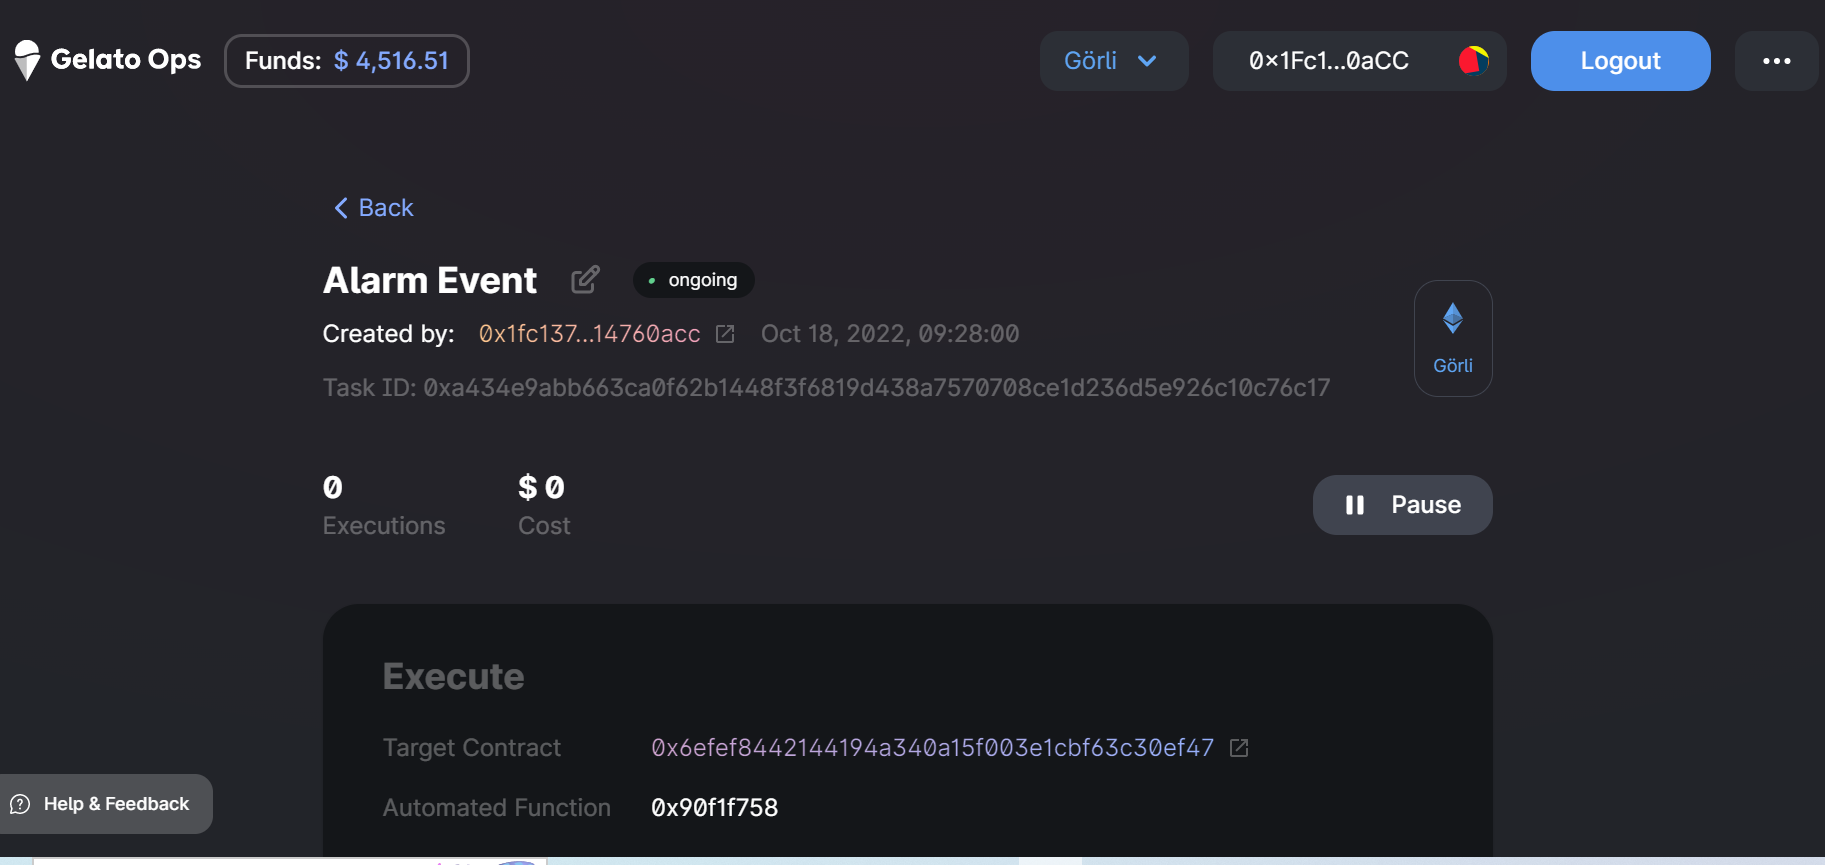 Gelato Ops
Funds: $ 4,516.51
Görli
0x1Fc1...0aCC
Logout
Back
Alarm Event
ongoing
Created by: 0x1fc137...14760acc Oct 18, 2022, 09:28:00
Görli
Task ID: 0xa434e9abb663ca0f62b1448f3f6819d438a7570708ce1d236d5e926c10c76c17
0
Executions
$ 0
Cost
Pause
Execute
Target Contract 0x6efef8442144194a340a15f003e1cbf63c30ef47
Automated Function 0x90f1f758
Help & Feedback